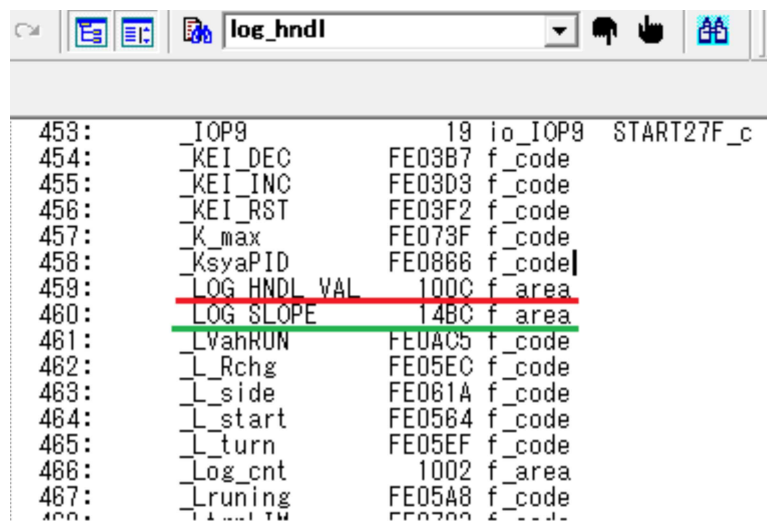 log_hndl
453: _IOP9 19 io_IOP9 START27F_c
454: _KEI_DEC FE03B7 f_code
455: _KEI_INC FE03D3 f_code
456: _KEI_RST FE03F2 f_code
457: _K_max FE073F f_code
458: _KsyaPID FE0866 f_code
459: _LOG_HNDL_VAL 100C f_area
460: _LOG_SLOPE 14BC f_area
461: _LVahRUN FE0AC5 f_code
462: _L_Rchg FE05EC f_code
463: _L_side FE061A f_code
464: _L_start FE0564 f_code
465: _L_turn FE05EF f_code
466: _Log_cnt 1002 f_area
467: _Lruning FE05A8 f_code